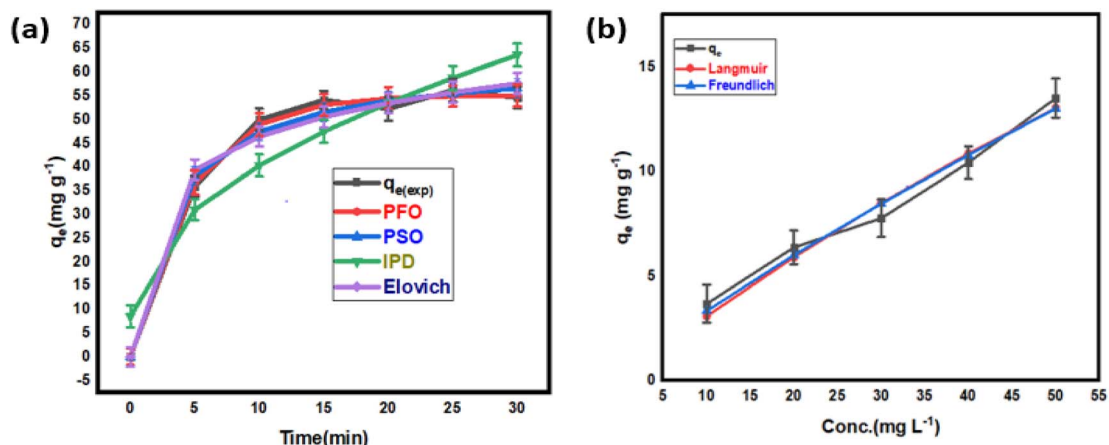 (a)
70
65
60
55
50
45
40
35
30
25
20
15
10
5
0
-5
qe(mg g-1)
qe(exp)
PFO
PSO
IPD
Elovich
0 5 10 15 20 25 30
Time(min)
(b)
15
10
5
0
qe (mg g-1)
qe
Langmuir
Freundlich
5 10 15 20 25 30 35 40 45 50 55
Conc.(mg L-1)